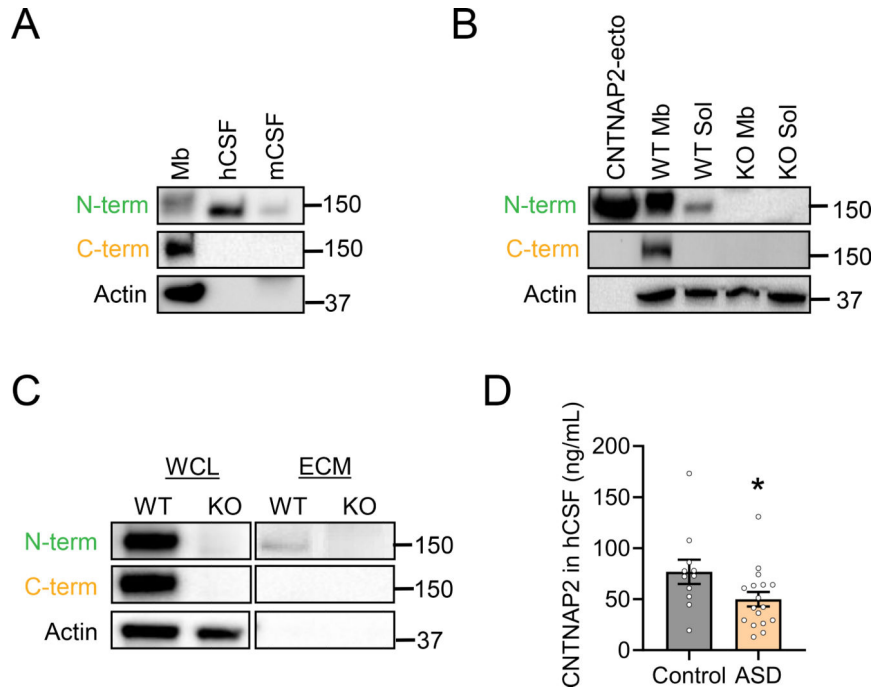 A
Mb hCSF mCSF
N-term 150
C-term 150
Actin 37
B
CNTNAP2-ecto WT Mb WT Sol KO Mb KO Sol
N-term 150
C-term 150
Actin 37
C
WCL ECM
WT KO WT KO
N-term 150
C-term 150
Actin 37
D
CNTNAP2 in hCSF (ng/mL)
200
150
100
50
0
*
Control ASD